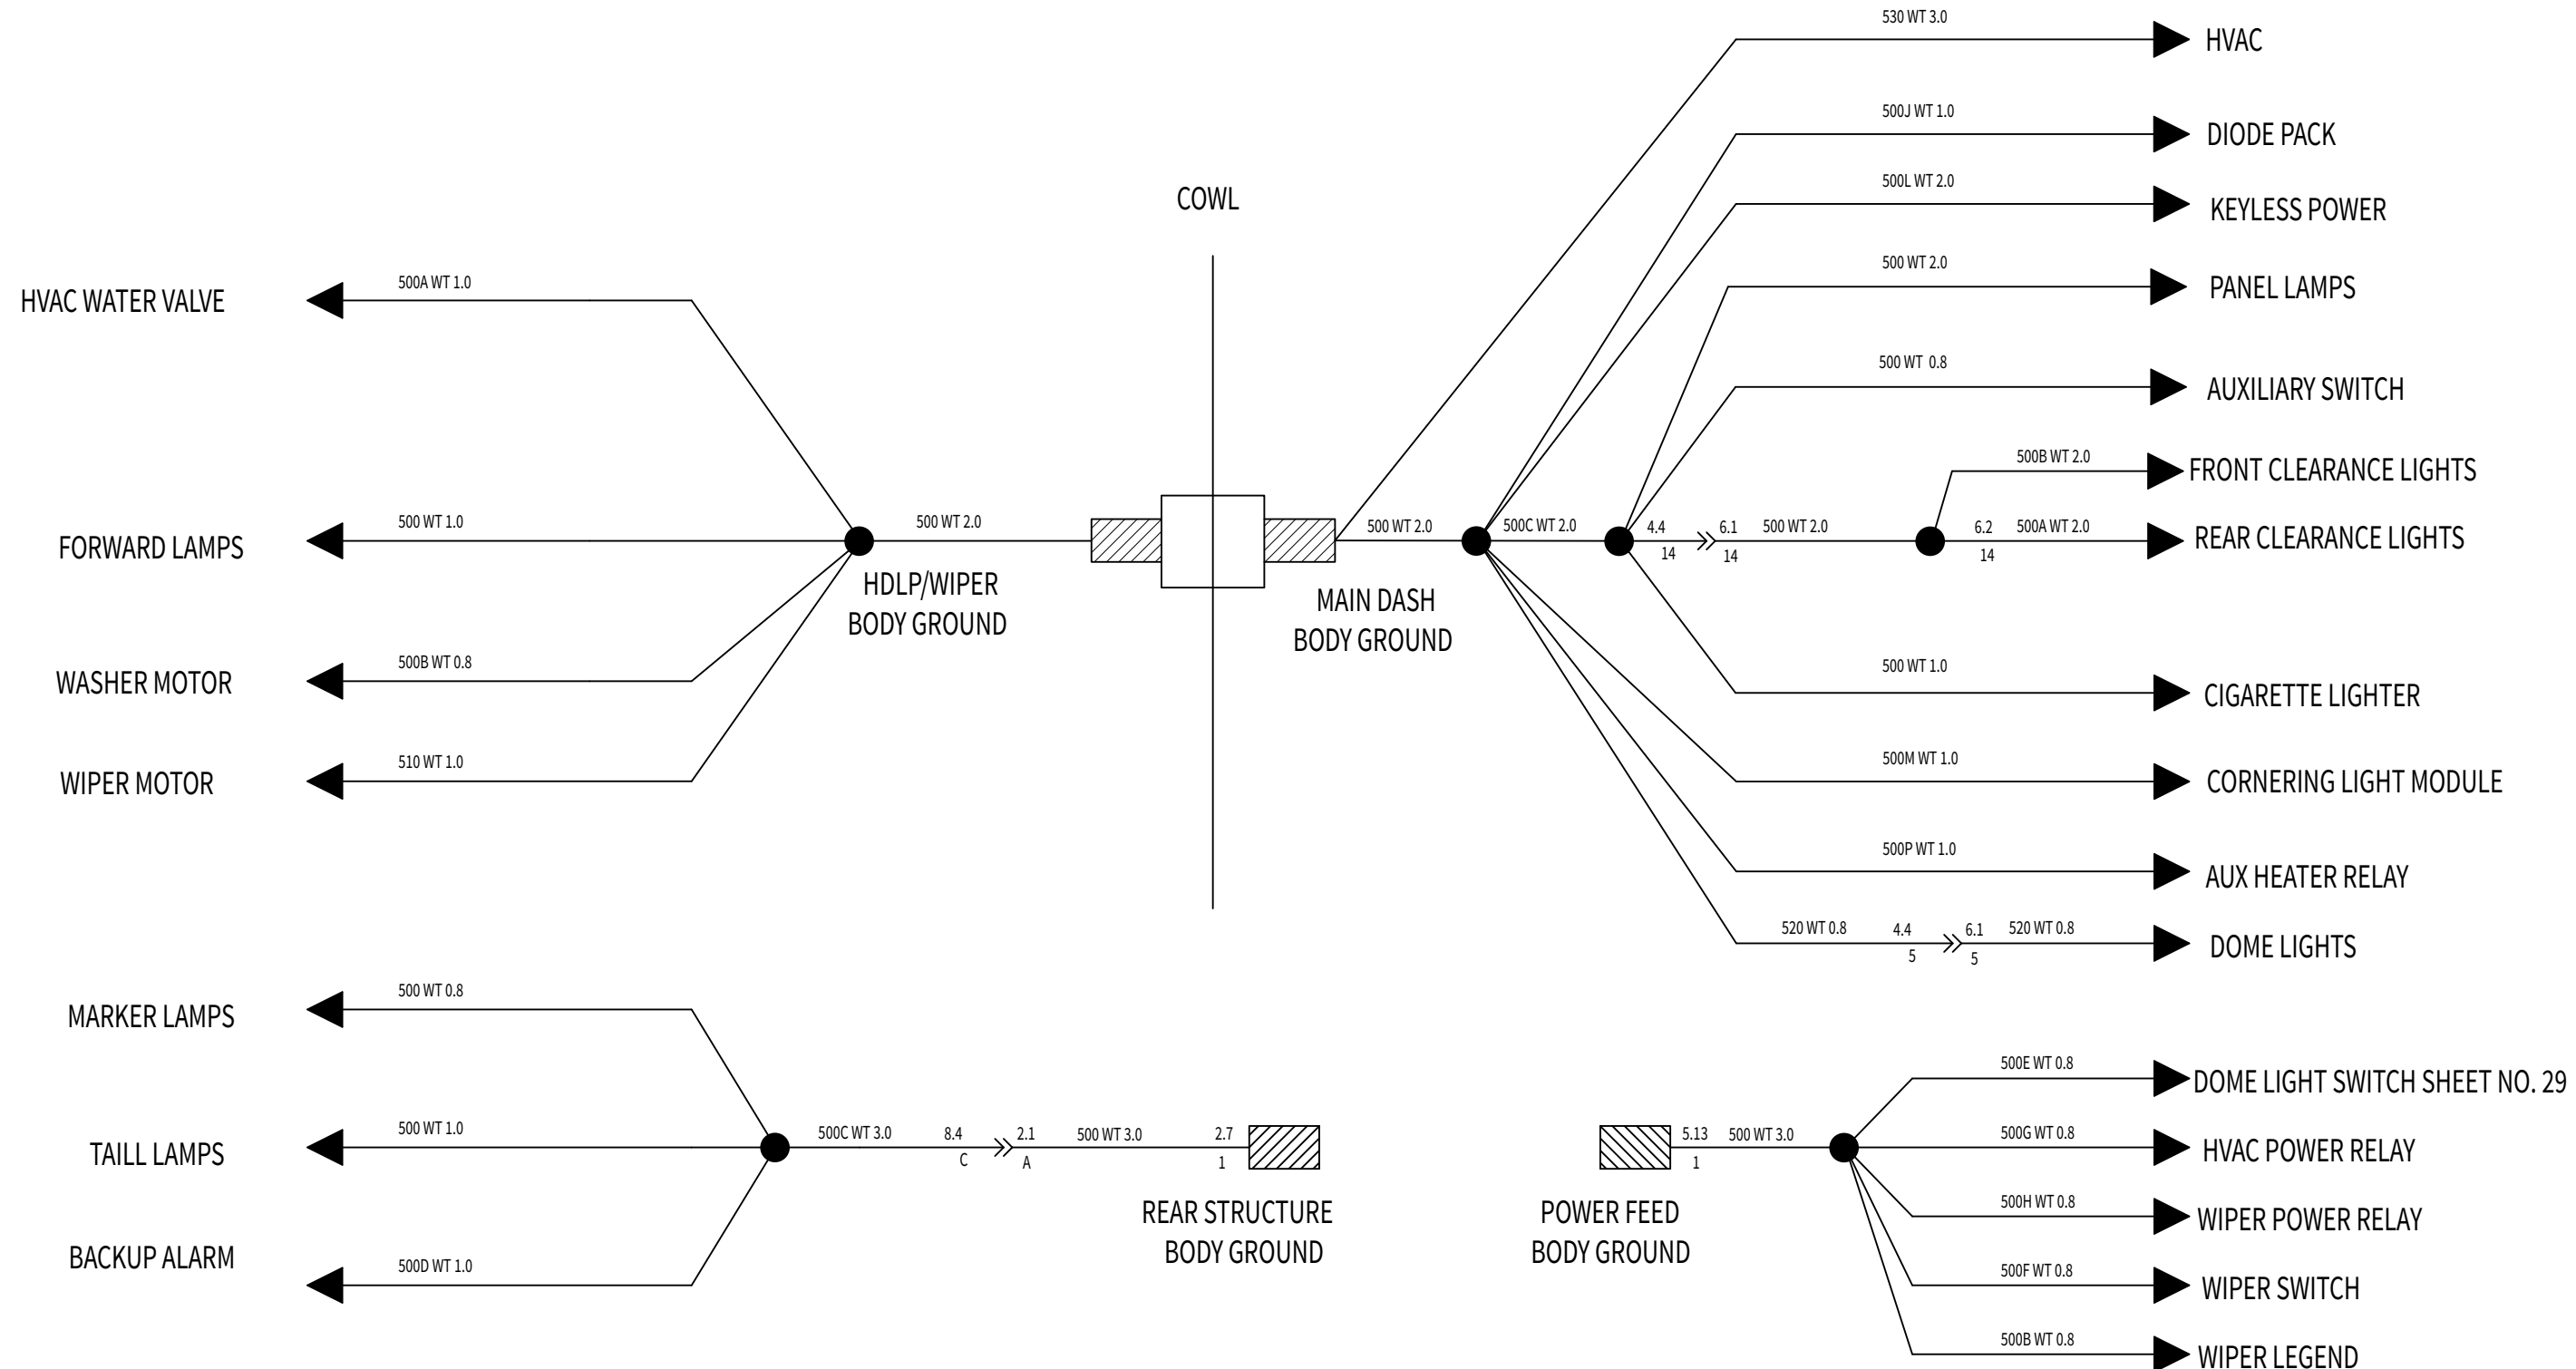 530 WT 3.0
HVAC
500J WT 1.0
DIODE PACK
COWL
500L WT 2.0
KEYLESS POWER
500 WT 2.0
PANEL LAMPS
500A WT 1.0
HVAC WATER VALVE
500 WT 0.8
AUXILIARY SWITCH
500B WT 2.0
FRONT CLEARANCE LIGHTS
500 WT 1.0
FORWARD LAMPS
500 WT 2.0
HDLP/WIPER
BODY GROUND
500 WT 2.0
MAIN DASH
BODY GROUND
500C WT 2.0
4.4
14
6.1
14
500 WT 2.0
6.2
14
500A WT 2.0
REAR CLEARANCE LIGHTS
500B WT 0.8
WASHER MOTOR
500 WT 1.0
CIGARETTE LIGHTER
510 WT 1.0
WIPER MOTOR
500M WT 1.0
CORNERING LIGHT MODULE
500P WT 1.0
AUX HEATER RELAY
520 WT 0.8
4.4
5
6.1
5
520 WT 0.8
DOME LIGHTS
500 WT 0.8
MARKER LAMPS
500 WT 1.0
TAILL LAMPS
500D WT 1.0
BACKUP ALARM
500C WT 3.0
8.4
C
2.1
A
500 WT 3.0
2.7
1
REAR STRUCTURE
BODY GROUND
POWER FEED
BODY GROUND
5.13
1
500 WT 3.0
500E WT 0.8
DOME LIGHT SWITCH SHEET NO. 29
500G WT 0.8
HVAC POWER RELAY
500H WT 0.8
WIPER POWER RELAY
500F WT 0.8
WIPER SWITCH
500B WT 0.8
WIPER LEGEND